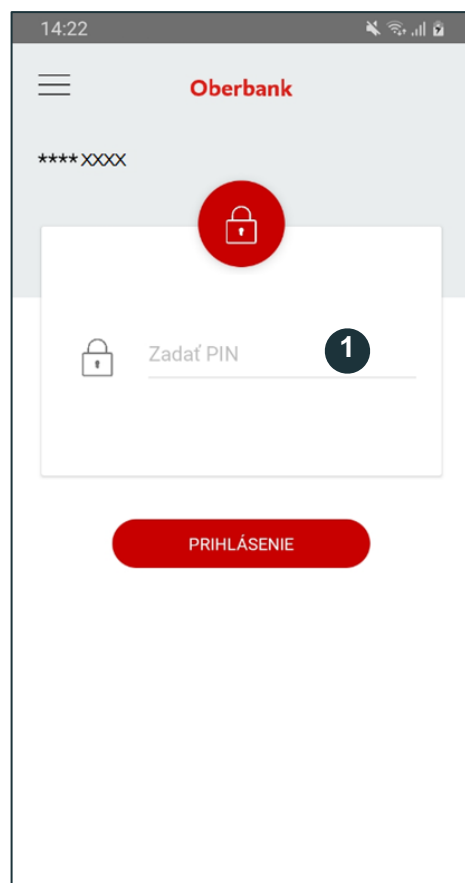 14:22
Oberbank
****XXXX
Zadať PIN
1
PRIHLÁSENIE